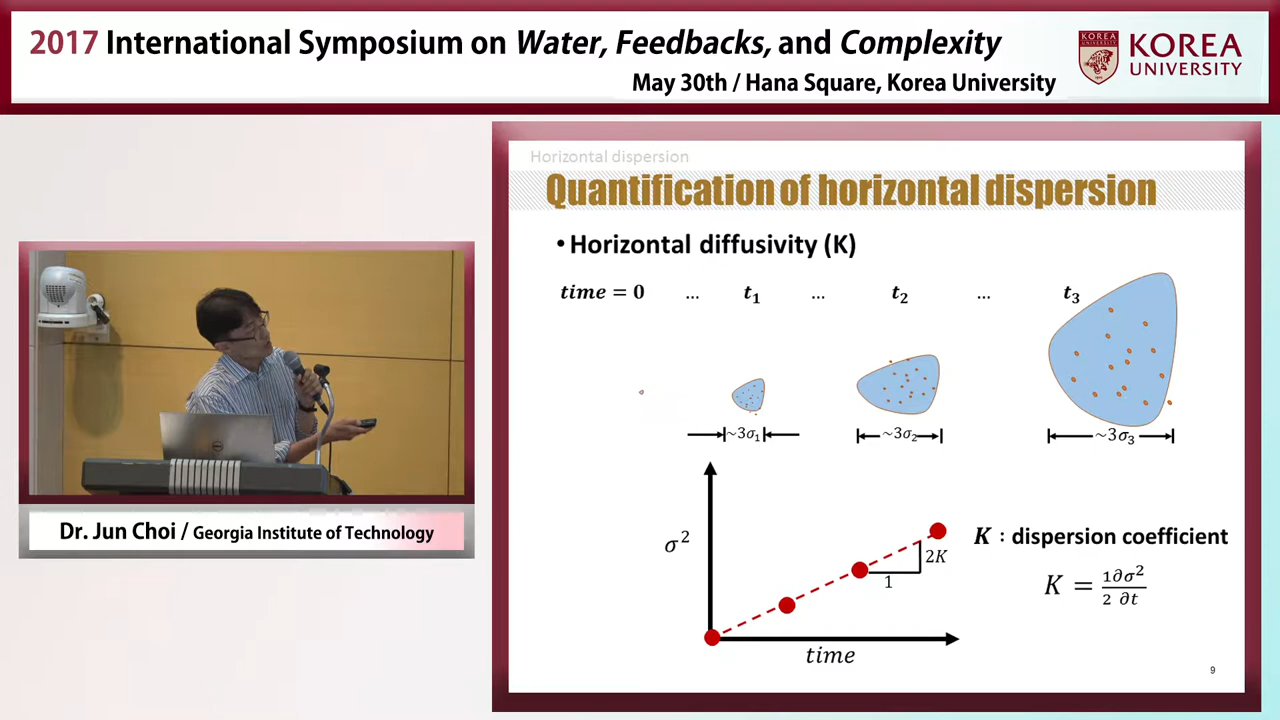 2017 International Symposium on Water, Feedbacks, and Complexity
May 30th / Hana Square, Korea University
KOREA UNIVERSITY
KOREA
UNIVERSITY
Horizontal dispersion
Quantification of horizontal dispersion
• Horizontal diffusivity (K)
time = 0 ... t₁ ... t₂ ... t₃
~3σ₁ ~3σ₂ ~3σ₃
σ²
2K
1
time
K : dispersion coefficient
K = 1∂σ² / 2 ∂t
9
Dr. Jun Choi / Georgia Institute of Technology